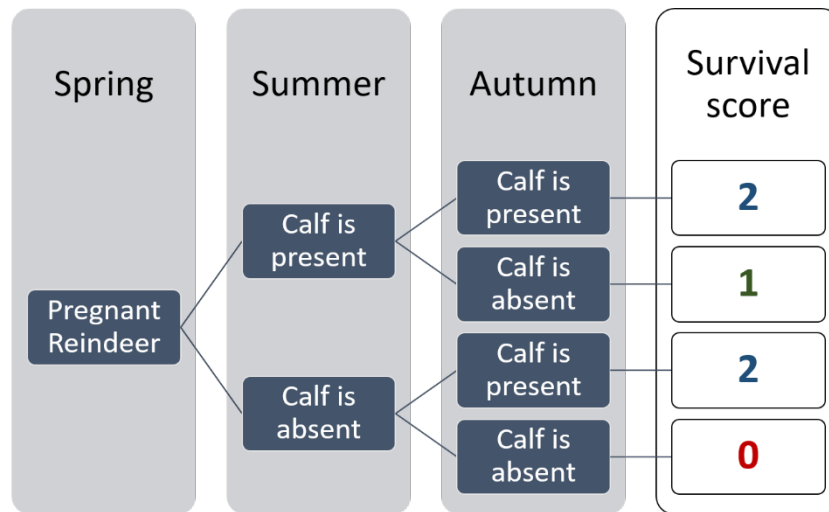 Spring
Summer
Autumn
Survival
score
Pregnant
Reindeer
Calf is
present
Calf is
absent
Calf is
present
Calf is
absent
Calf is
present
Calf is
absent
2
1
2
0